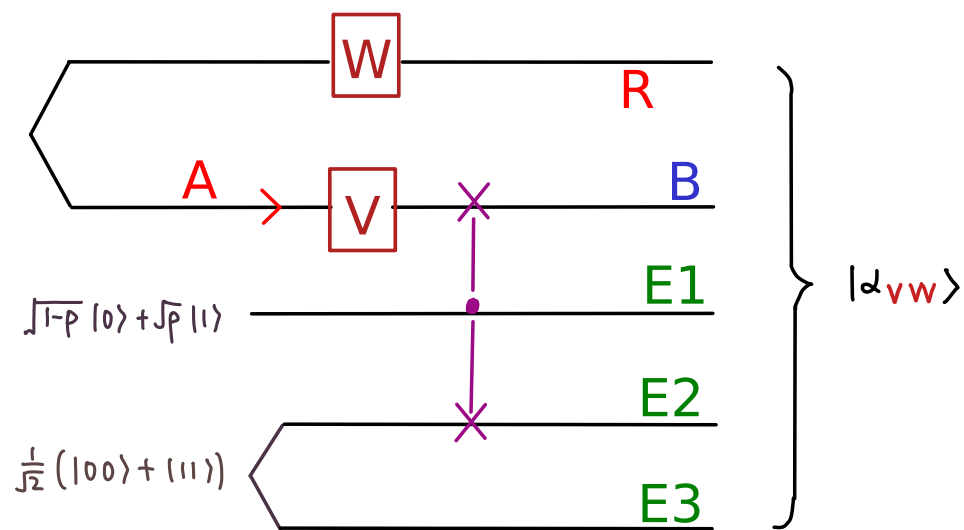 W
R
A
V
B
√1-p |0⟩ + √p |1⟩
E1
|α_VW⟩
E2
1/√2 (|00⟩ + |11⟩)
E3